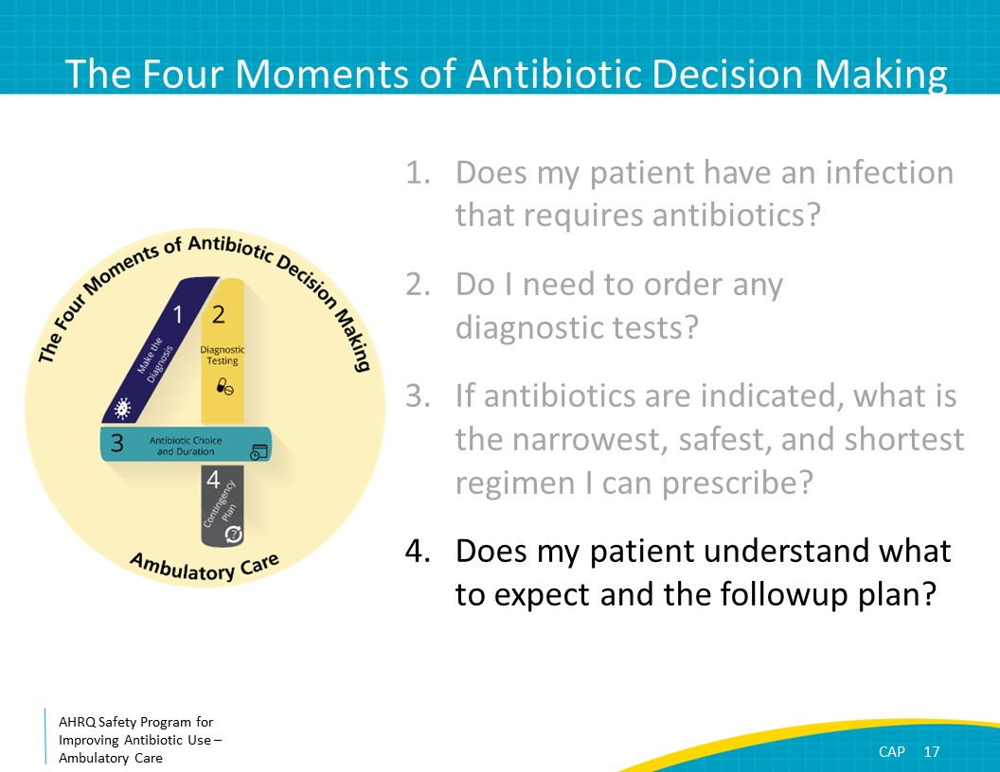 The Four Moments of Antibiotic Decision Making
1. Does my patient have an infection
that requires antibiotics?
2. Do I need to order any
diagnostic tests?
3. If antibiotics are indicated, what is
the narrowest, safest, and shortest
regimen I can prescribe?
4. Does my patient understand what
to expect and the followup plan?
The Four Moments of Antibiotic Decision Making
1
Make the
Diagnosis
2
Diagnostic
Testing
3
Antibiotic Choice
and Duration
4
Contingency
Plan
?
Ambulatory Care
AHRQ Safety Program for
Improving Antibiotic Use –
Ambulatory Care
CAP 17